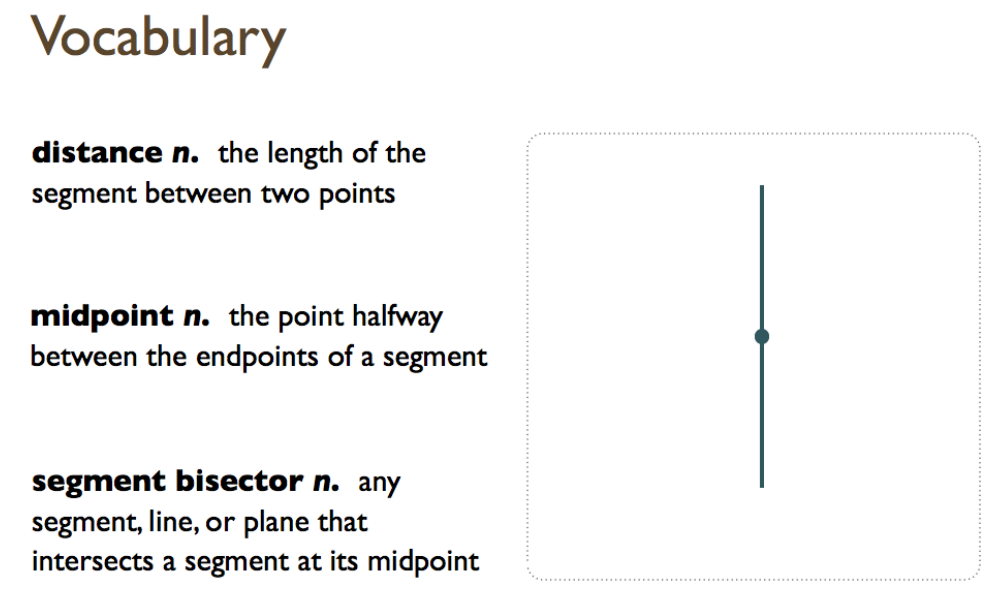 Vocabulary
distance n. the length of the
segment between two points
midpoint n. the point halfway
between the endpoints of a segment
segment bisector n. any
segment, line, or plane that
intersects a segment at its midpoint